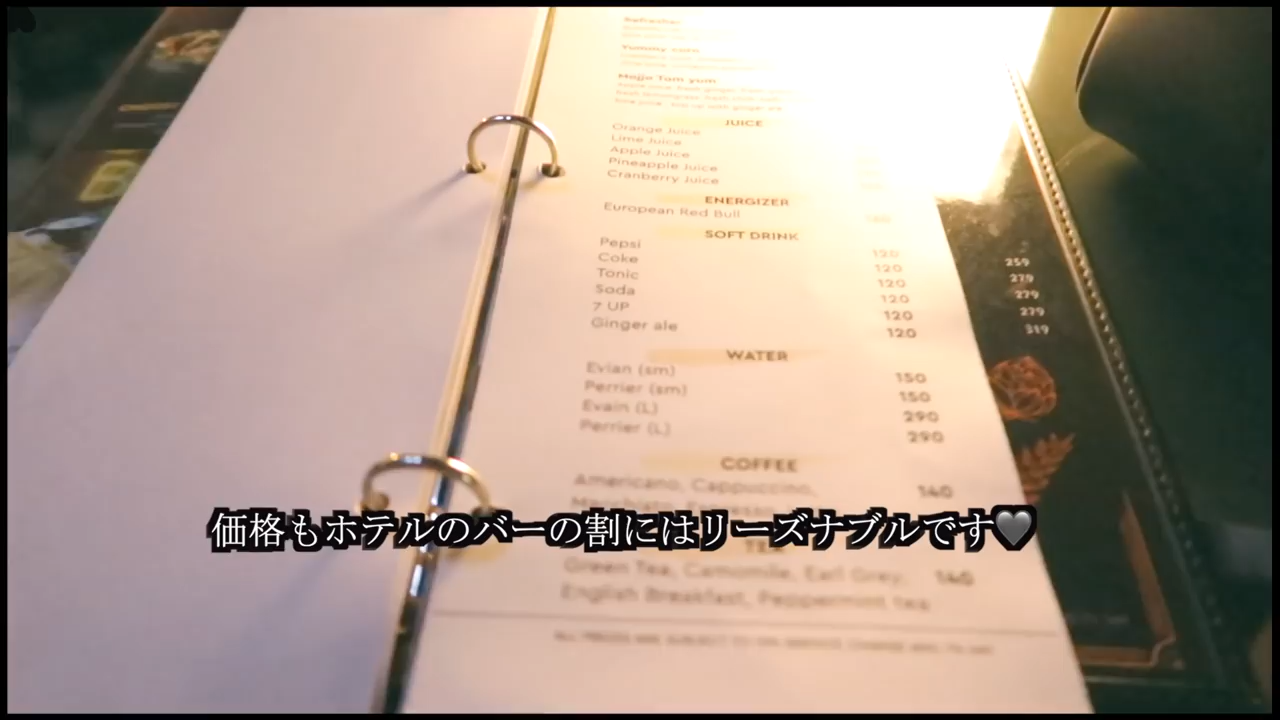 Refresher
Yummy
Mojjo Tom yum
JUICE
Orange Juice
Lime Juice
Apple Juice
Pineapple Juice
Cranberry Juice
ENERGIZER
European Red Bull
SOFT DRINK
Pepsi 120
Coke 120
Tonic 120
Soda 120
7 UP 120
Ginger ale 120
WATER
Evian (sm) 150
Perrier (sm) 150
Evain (L) 290
Perrier (L) 290
COFFEE
Americano, Cappuccino, 140
TEA
Green Tea, Camomile, Earl Grey, 140
English Breakfast, Peppermint tea
259
279
279
279
319
価格もホテルのバーの割にはリーズナブルです🖤